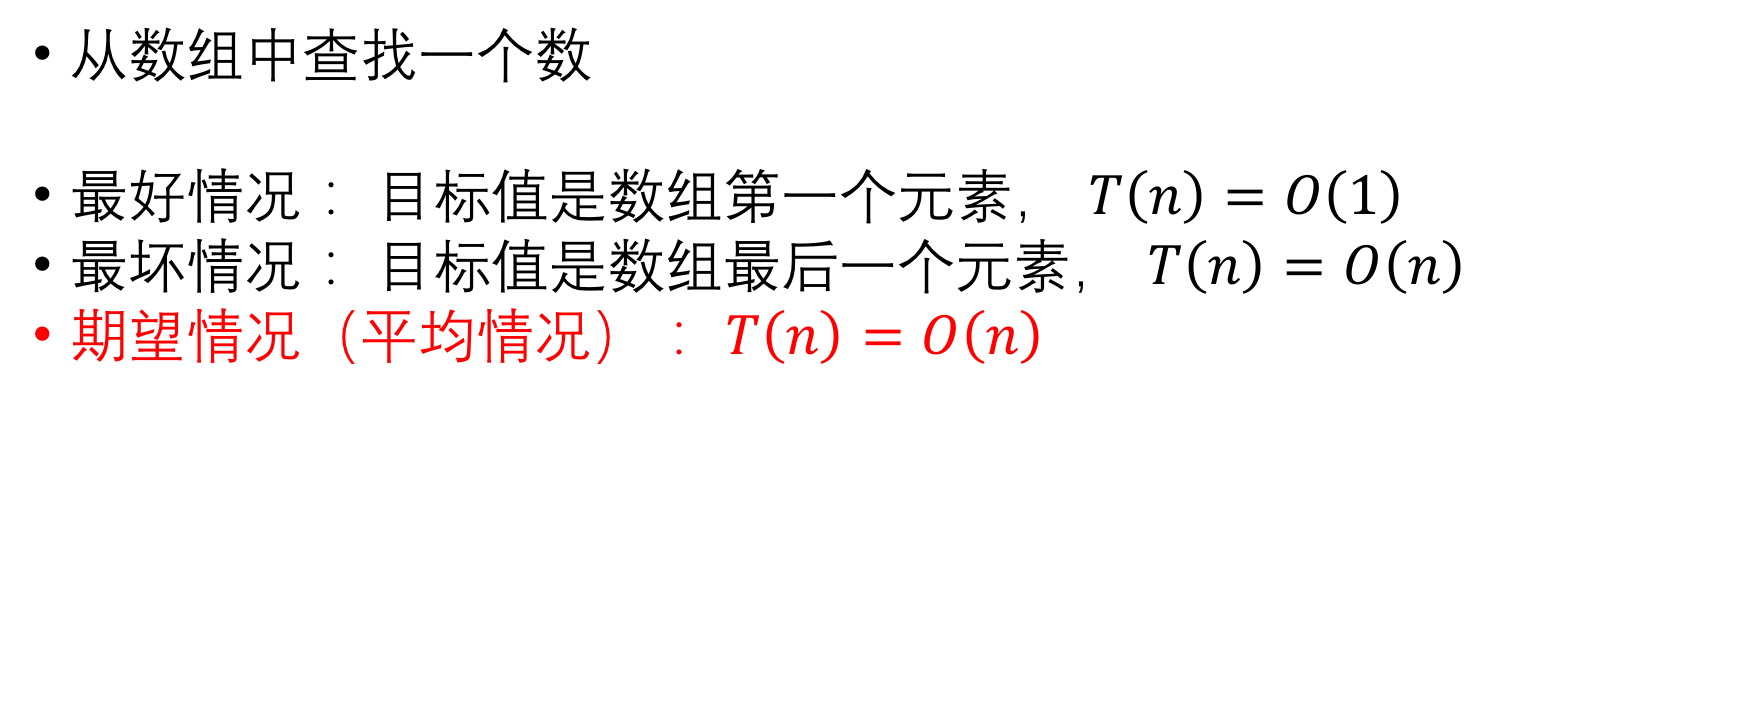 • 从数组中查找一个数
• 最好情况： 目标值是数组第一个元素, T(n) = O(1)
• 最坏情况： 目标值是数组最后一个元素, T(n) = O(n)
• 期望情况（平均情况）：T(n) = O(n)